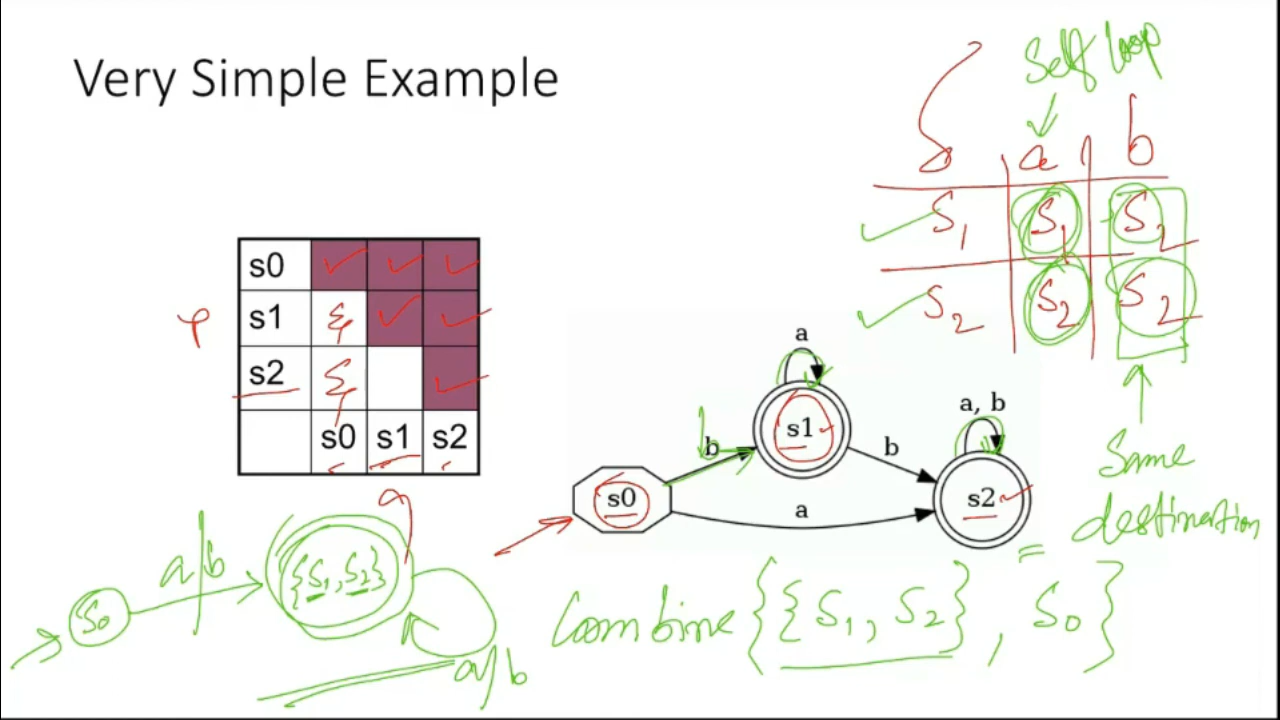 Very Simple Example
Self loop
δ a b
S1 S1 S2
S2 S2 S2
Same
destination
s0
s1 ε
s2 ε
s0 s1 s2
a
b
s1
b
a, b
s0
a
s2
b
a|b
S0
{S1, S2}
a|b
Combine {{S1, S2}, S0}